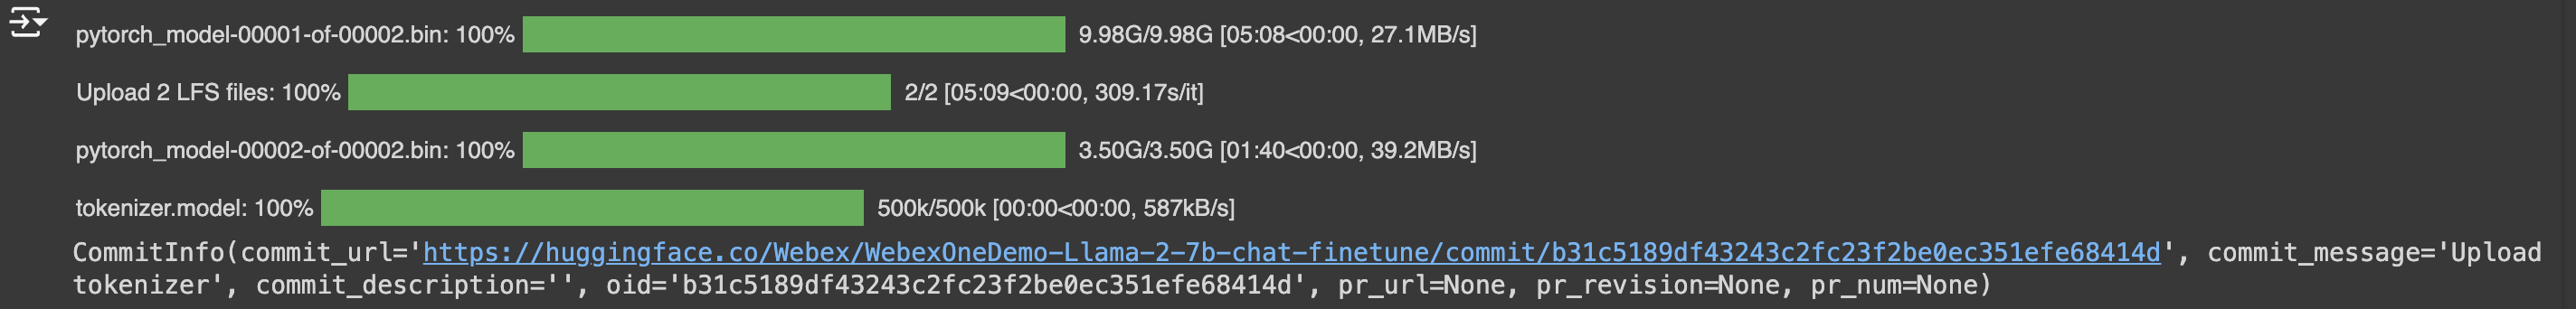 pytorch_model-00001-of-00002.bin: 100% 9.98G/9.98G [05:08<00:00, 27.1MB/s]
Upload 2 LFS files: 100% 2/2 [05:09<00:00, 309.17s/it]
pytorch_model-00002-of-00002.bin: 100% 3.50G/3.50G [01:40<00:00, 39.2MB/s]
tokenizer.model: 100% 500k/500k [00:00<00:00, 587kB/s]
CommitInfo(commit_url='https://huggingface.co/Webex/WebexOneDemo-Llama-2-7b-chat-finetune/commit/b31c5189df43243c2fc23f2be0ec351efe68414d', commit_message='Upload
tokenizer', commit_description='', oid='b31c5189df43243c2fc23f2be0ec351efe68414d', pr_url=None, pr_revision=None, pr_num=None)